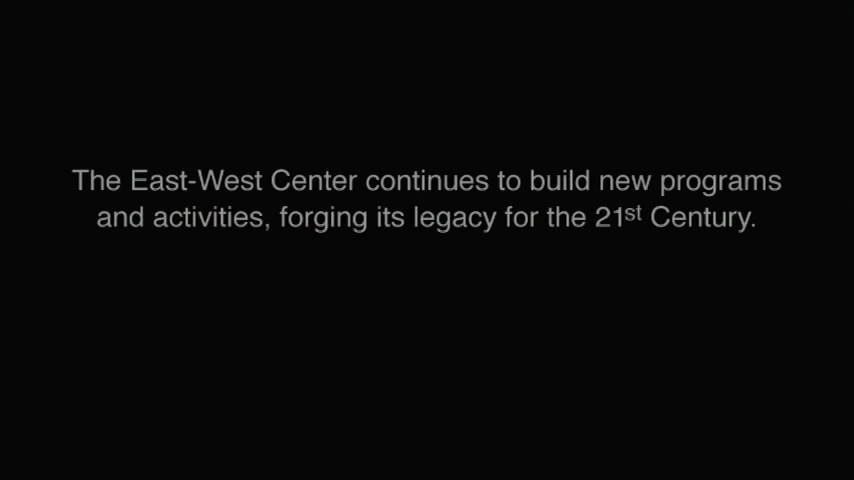 The East-West Center continues to build new programs
and activities, forging its legacy for the 21st Century.